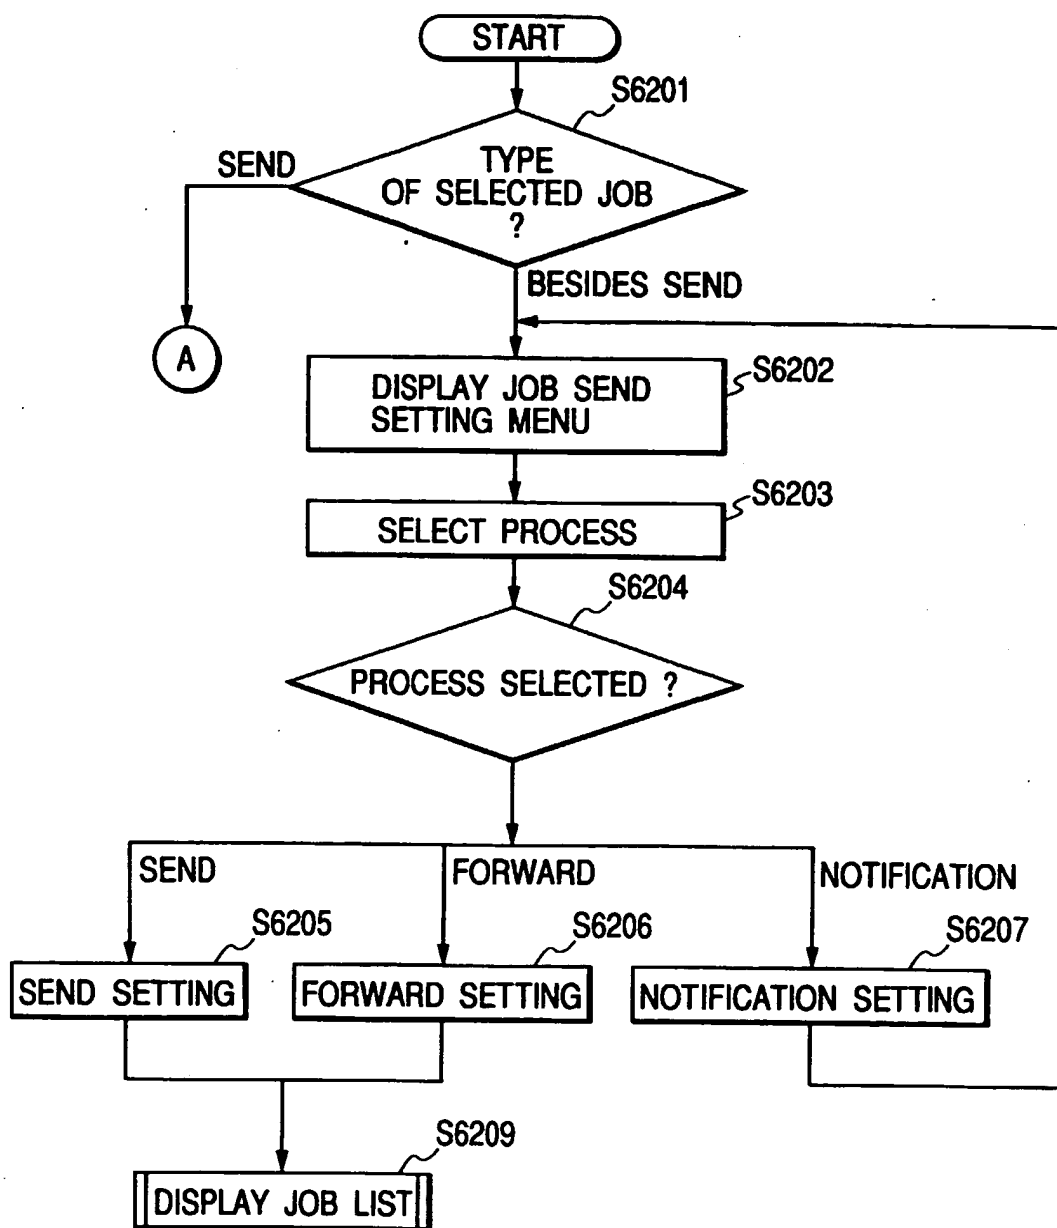 START
S6201
SEND
TYPE
OF SELECTED JOB
?
BESIDES SEND
A
S6202
DISPLAY JOB SEND
SETTING MENU
S6203
SELECT PROCESS
S6204
PROCESS SELECTED ?
SEND
FORWARD
NOTIFICATION
S6205
S6206
S6207
SEND SETTING
FORWARD SETTING
NOTIFICATION SETTING
S6209
DISPLAY JOB LIST